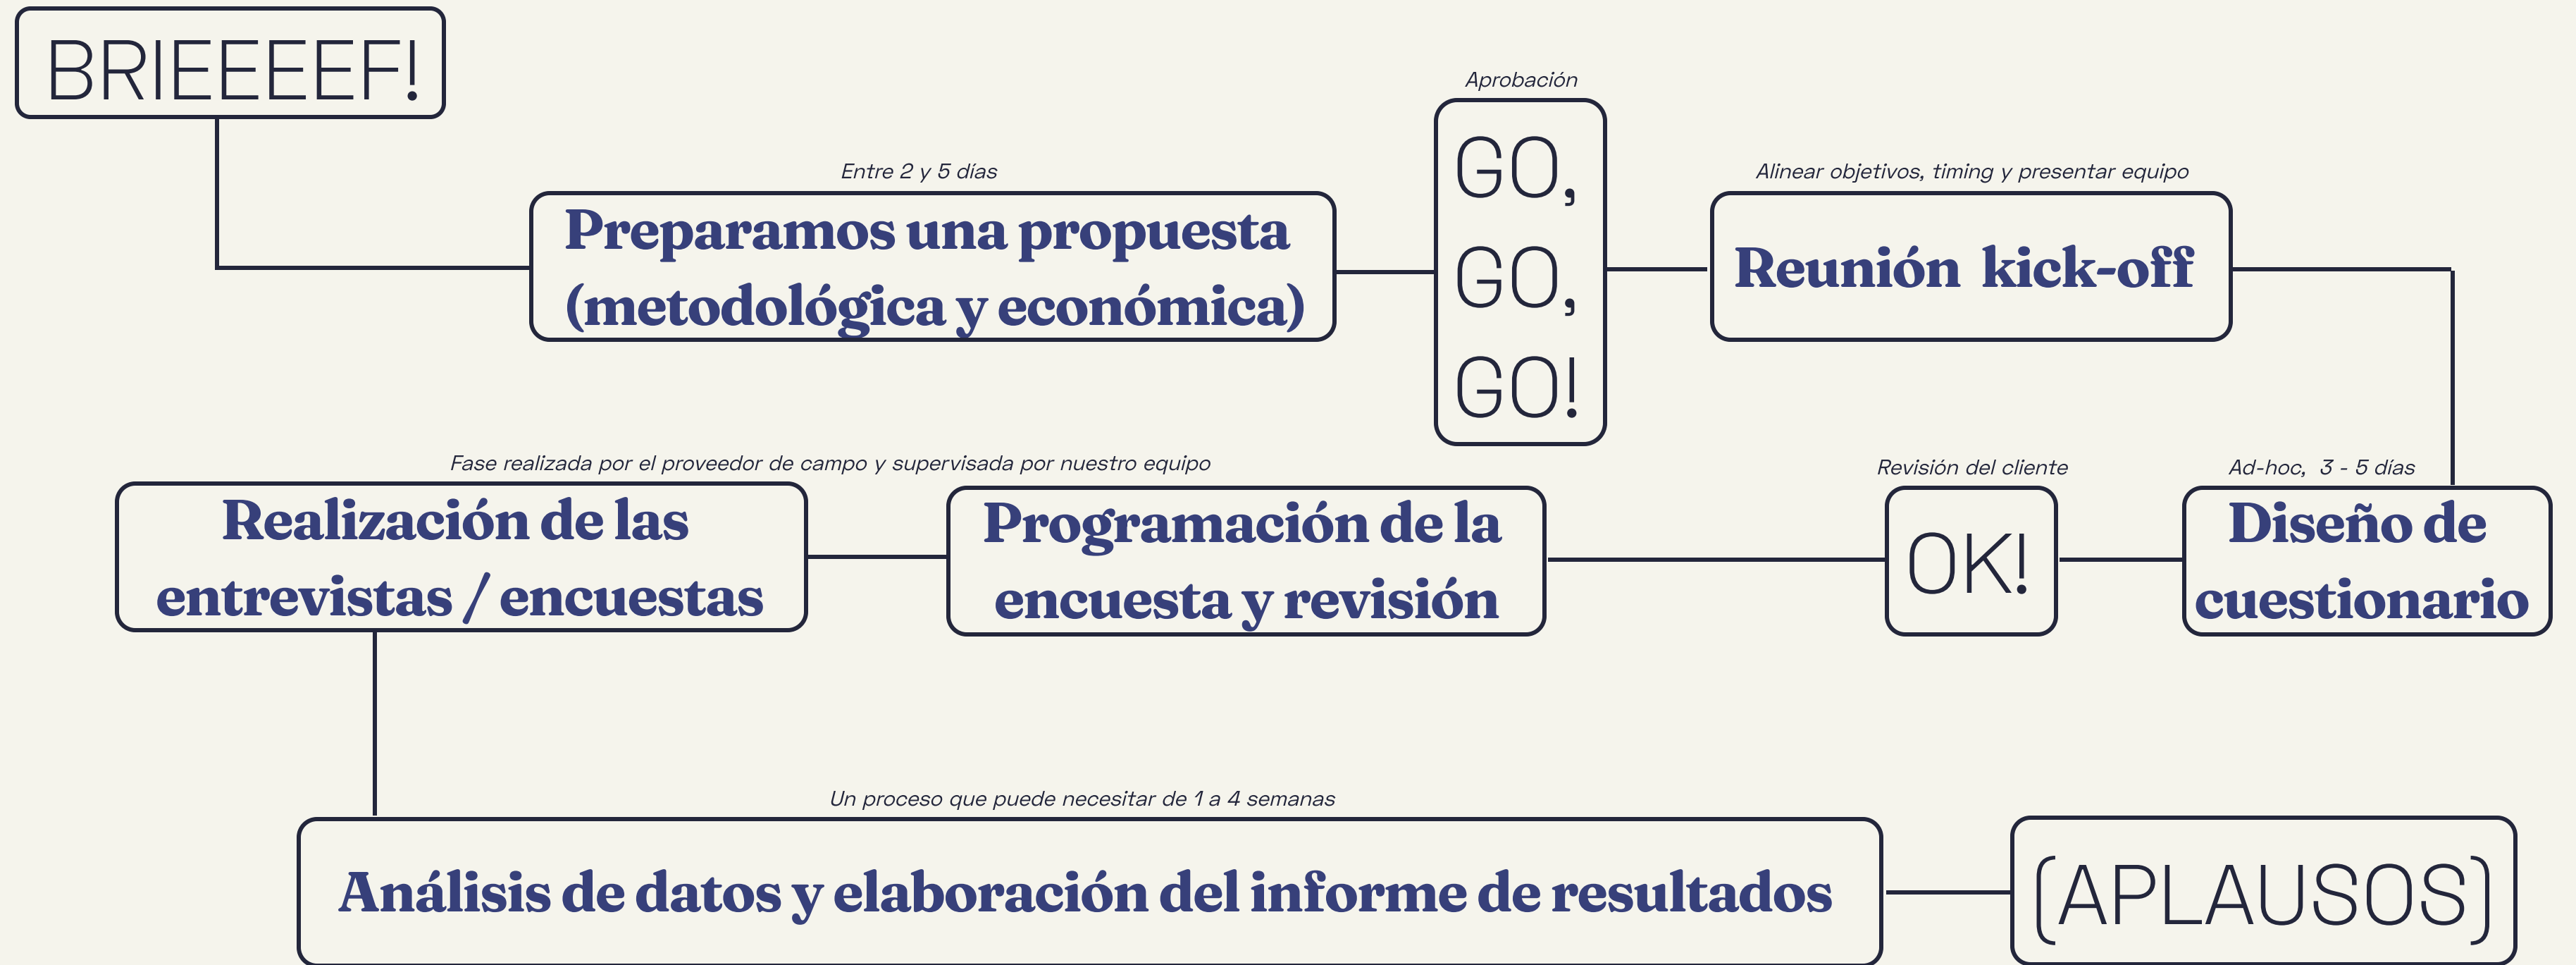 BRIEEEEEF!
Entre 2 y 5 días
Preparamos una propuesta
(metodológica y económica)
Aprobación
GO,
GO,
GO!
Alinear objetivos, timing y presentar equipo
Reunión kick-off
Ad-hoc, 3 - 5 días
Diseño de
cuestionario
Revisión del cliente
OK!
Fase realizada por el proveedor de campo y supervisada por nuestro equipo
Programación de la
encuesta y revisión
Realización de las
entrevistas / encuestas
Un proceso que puede necesitar de 1 a 4 semanas
Análisis de datos y elaboración del informe de resultados
(APLAUSOS)